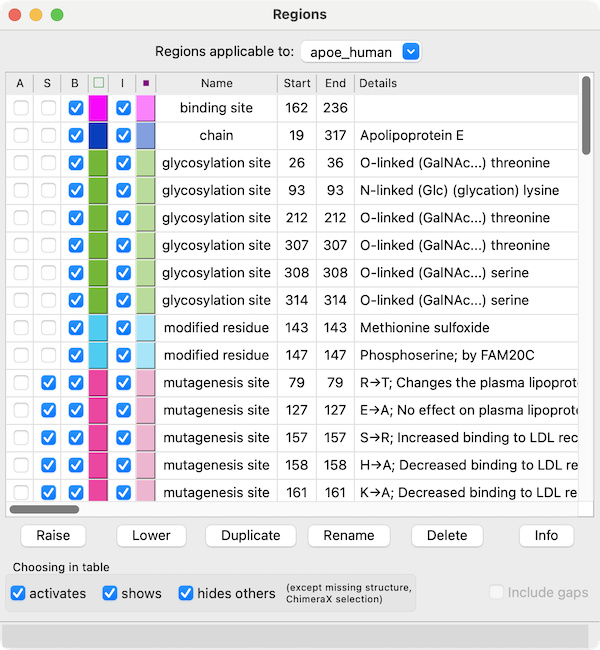 Regions
Regions applicable to: apoe_human
A S B I Name Start End Details
binding site 162 236
chain 19 317 Apolipoprotein E
glycosylation site 26 36 O-linked (GalNAc...) threonine
glycosylation site 93 93 N-linked (Glc) (glycation) lysine
glycosylation site 212 212 O-linked (GalNAc...) threonine
glycosylation site 307 307 O-linked (GalNAc...) threonine
glycosylation site 308 308 O-linked (GalNAc...) serine
glycosylation site 314 314 O-linked (GalNAc...) serine
modified residue 143 143 Methionine sulfoxide
modified residue 147 147 Phosphoserine; by FAM20C
mutagenesis site 79 79 R→T; Changes the plasma lipoprot
mutagenesis site 127 127 E→A; No effect on plasma lipoprot
mutagenesis site 157 157 S→R; Increased binding to LDL rec
mutagenesis site 158 158 H→A; Decreased binding to LDL re
mutagenesis site 161 161 K→A; Decreased binding to LDL re
Raise Lower Duplicate Rename Delete Info
Choosing in table
activates shows hides others (except missing structure,
ChimeraX selection)
Include gaps